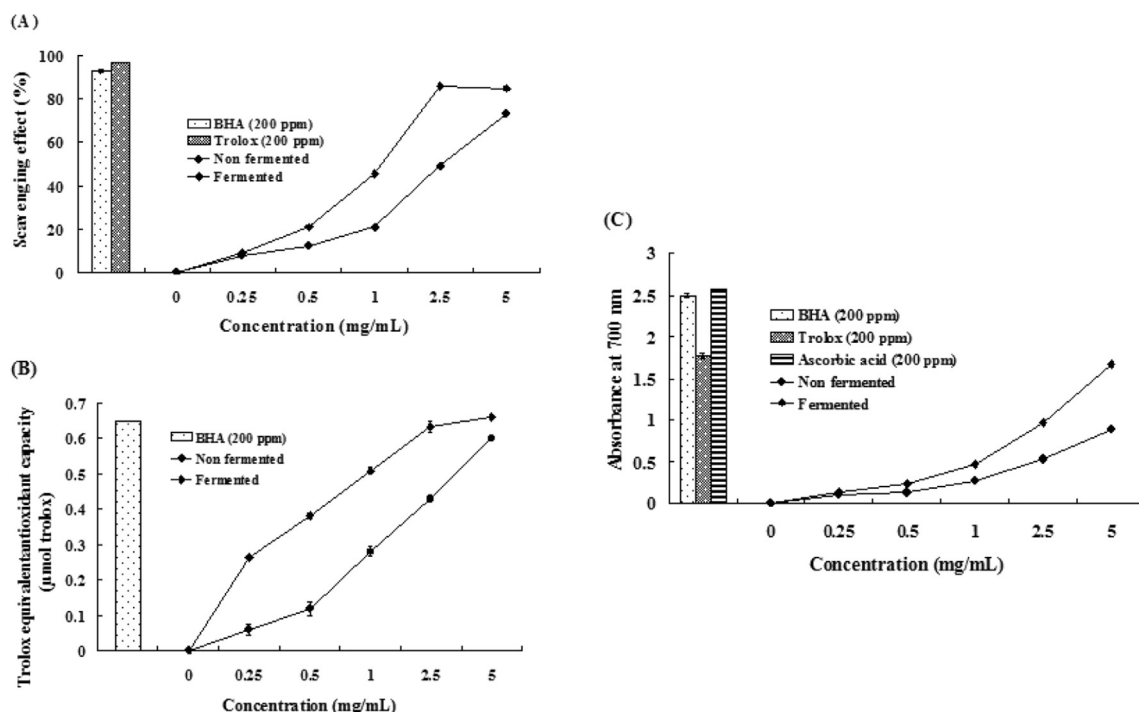 (A)
100
80
60
40
20
0
Scavenging effect (%)
BHA (200 ppm)
Trolox (200 ppm)
Non fermented
Fermented
0 0.25 0.5 1 2.5 5
Concentration (mg/mL)
(B)
0.7
0.6
0.5
0.4
0.3
0.2
0.1
0
Trolox equivalentantioxidant capacity
(µmol trolox)
BHA (200 ppm)
Non fermented
Fermented
0 0.25 0.5 1 2.5 5
Concentration (mg/mL)
(C)
3
2.5
2
1.5
1
0.5
0
Absorbance at 700 nm
BHA (200 ppm)
Trolox (200 ppm)
Ascorbic acid (200 ppm)
Non fermented
Fermented
0 0.25 0.5 1 2.5 5
Concentration (mg/mL)